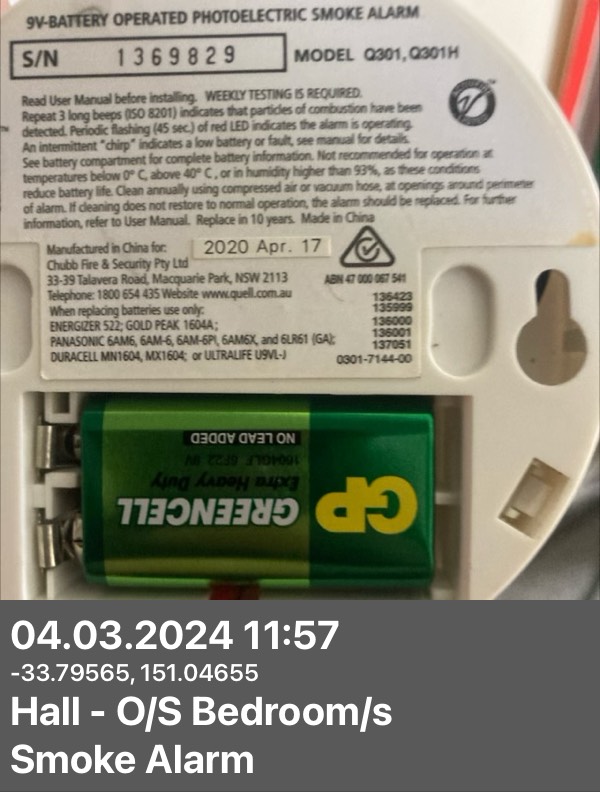 9V-BATTERY OPERATED PHOTOELECTRIC SMOKE ALARM
S/N 1369829 MODEL Q301, Q301H
Read User Manual before installing. WEEKLY TESTING IS REQUIRED.
Repeat 3 long beeps (ISO 8201) indicates that particles of combustion have been
detected. Periodic flashing (45 sec.) of red LED indicates the alarm is operating.
An intermittent "chirp" indicates a low battery or fault, see manual for details.
See battery compartment for complete battery information. Not recommended for operation at
temperatures below 0° C, above 40° C, or in humidity higher than 93%, as these conditions
reduce battery life. Clean annually using compressed air or vacuum hose, at openings around perimeter
of alarm. If cleaning does not restore to normal operation, the alarm should be replaced. For further
information, refer to User Manual. Replace in 10 years. Made in China
Manufactured in China for: 2020 Apr. 17
Chubb Fire & Security Pty Ltd
33-39 Talavera Road, Macquarie Park, NSW 2113 ABN 47 000 067 541
Telephone: 1800 654 435 Website www.quell.com.au 136423
When replacing batteries use only: 135999
ENERGIZER 522; GOLD PEAK 1604A; 136000
PANASONIC 6AM6, 6AM-6, 6AM-6PI, 6AM6X, and 6LR61 (GA); 136001
137051
DURACELL MN1604, MX1604; or ULTRALIFE U9VL-J 0301-7144-00
GP GREENCELL
Extra Heavy Duty
1604GLF 6F22 9V
NO LEAD ADDED
04.03.2024 11:57
-33.79565, 151.04655
Hall - O/S Bedroom/s
Smoke Alarm